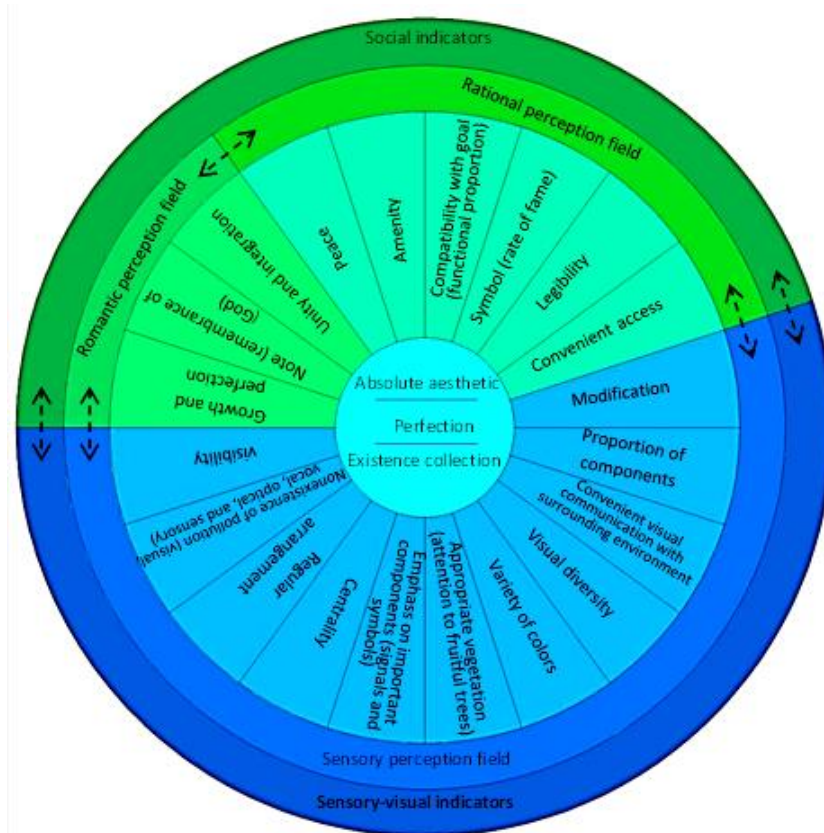 Social indicators
Rational perception field
Romantic perception field
Peace
Amenity
Compatibility with goal
(functional proportion)
Symbol (rate of fame)
Legibility
Convenient access
Unity and integration
Note (remembrance of
God)
Growth and
perfection
Absolute aesthetic
Perfection
Existence collection
Modification
Proportion of
components
Convenient visual
communication with
surrounding environment
Visual diversity
Variety of colors
Appropriate vegetation
(attention to fruitful trees)
Emphass on important
components (signals and
symbols)
Centrality
Regular
arrangement
Nonexistence of pollution (visual,
vocal, optical, and sensory)
visibility
Sensory perception field
Sensory-visual indicators